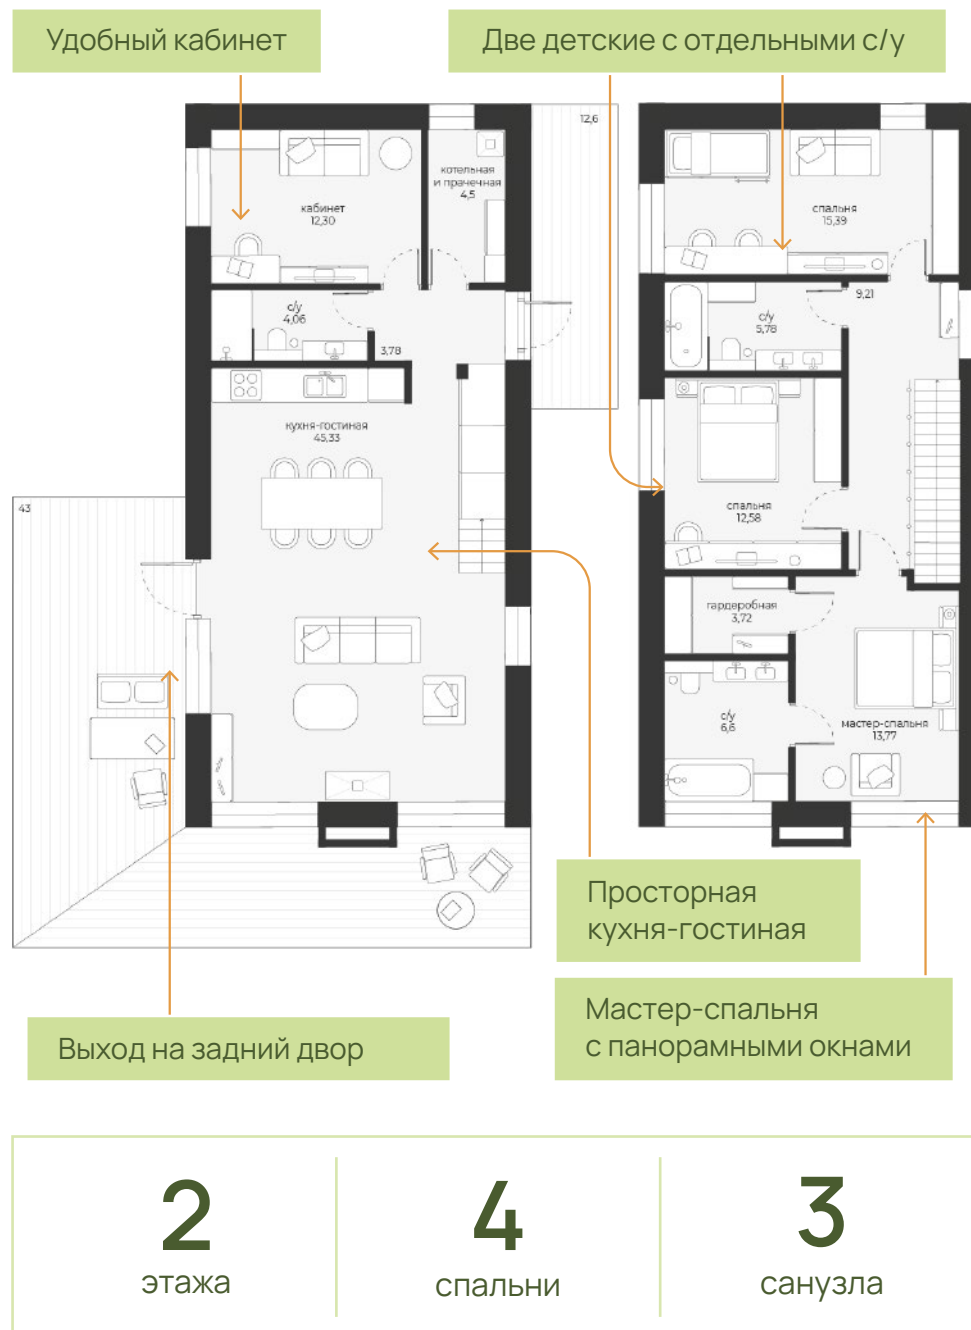 Удобный кабинет
Две детские с отдельными с/у
12,6
котельная
и прачечная
4,5
кабинет
12,30
спальня
15,39
с/у
4,06
3,78
9,21
с/у
5,78
кухня-гостиная
45,33
43
спальня
12,58
гардеробная
3,72
с/у
6,6
мастер-спальня
13,77
Просторная
кухня-гостиная
Мастер-спальня
с панорамными окнами
Выход на задний двор
2
этажа
4
спальни
3
санузла